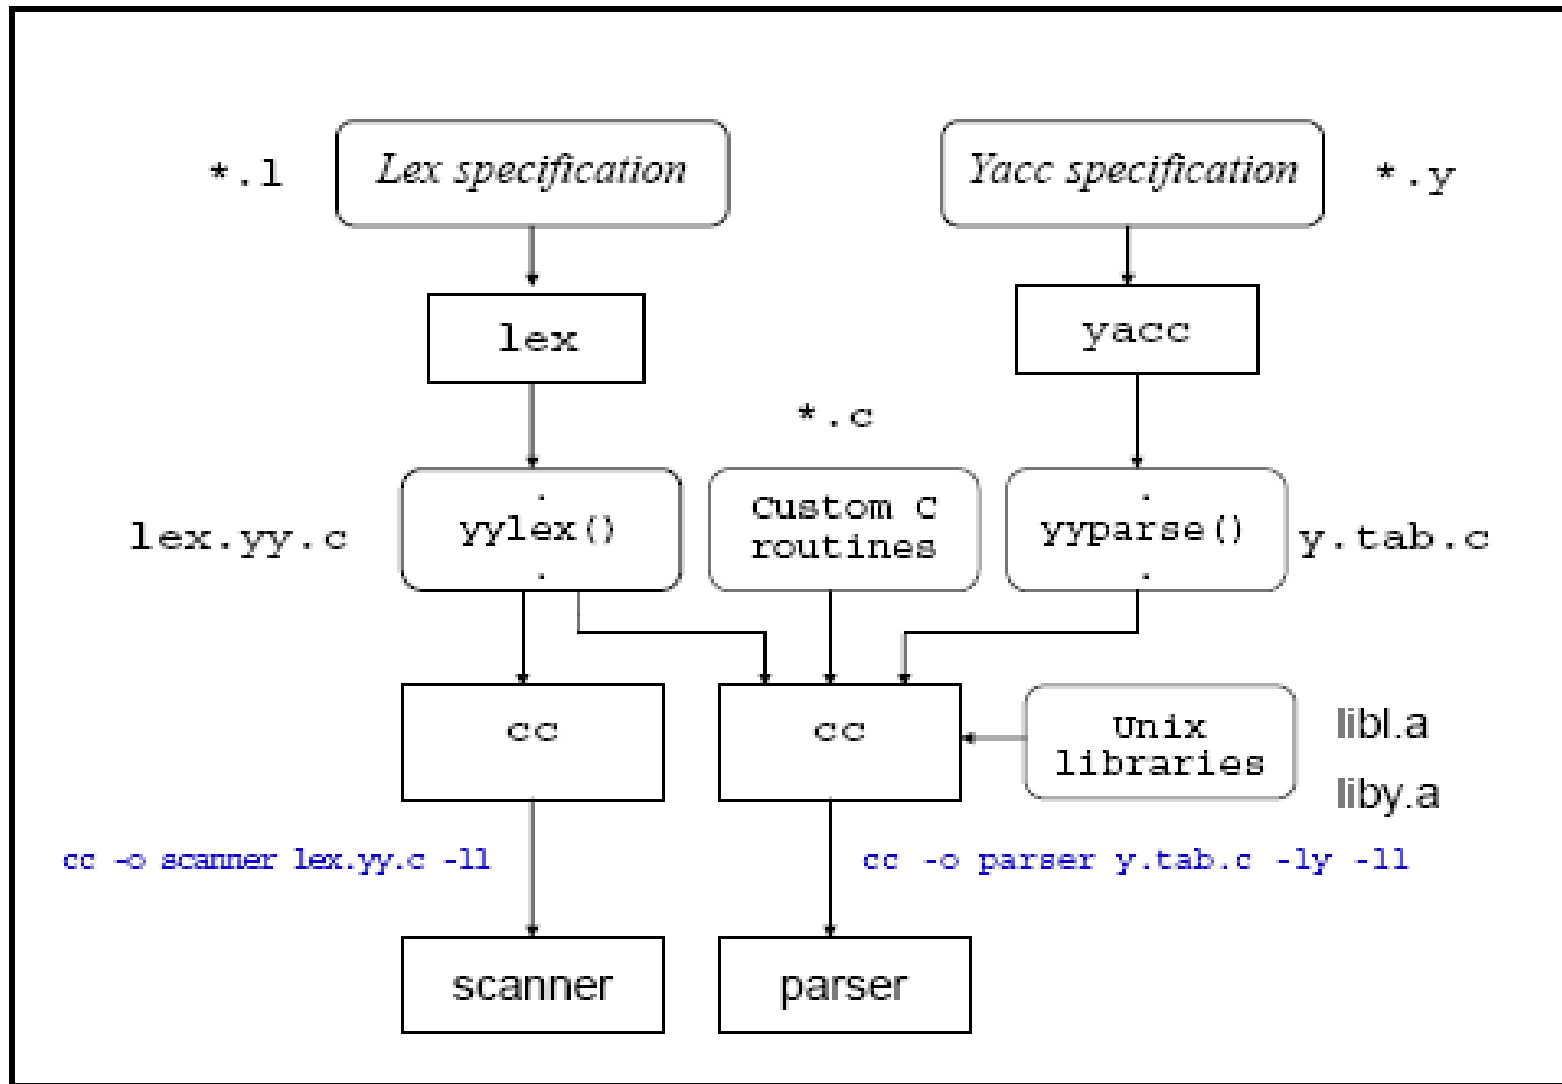 *.l
Lex specification
Yacc specification
*.y
lex
yacc
*.c
lex.yy.c
.
yylex()
.
Custom C
routines
.
yyparse()
.
y.tab.c
cc
cc
Unix
libraries
libl.a
liby.a
cc -o scanner lex.yy.c -ll
cc -o parser y.tab.c -ly -ll
scanner
parser